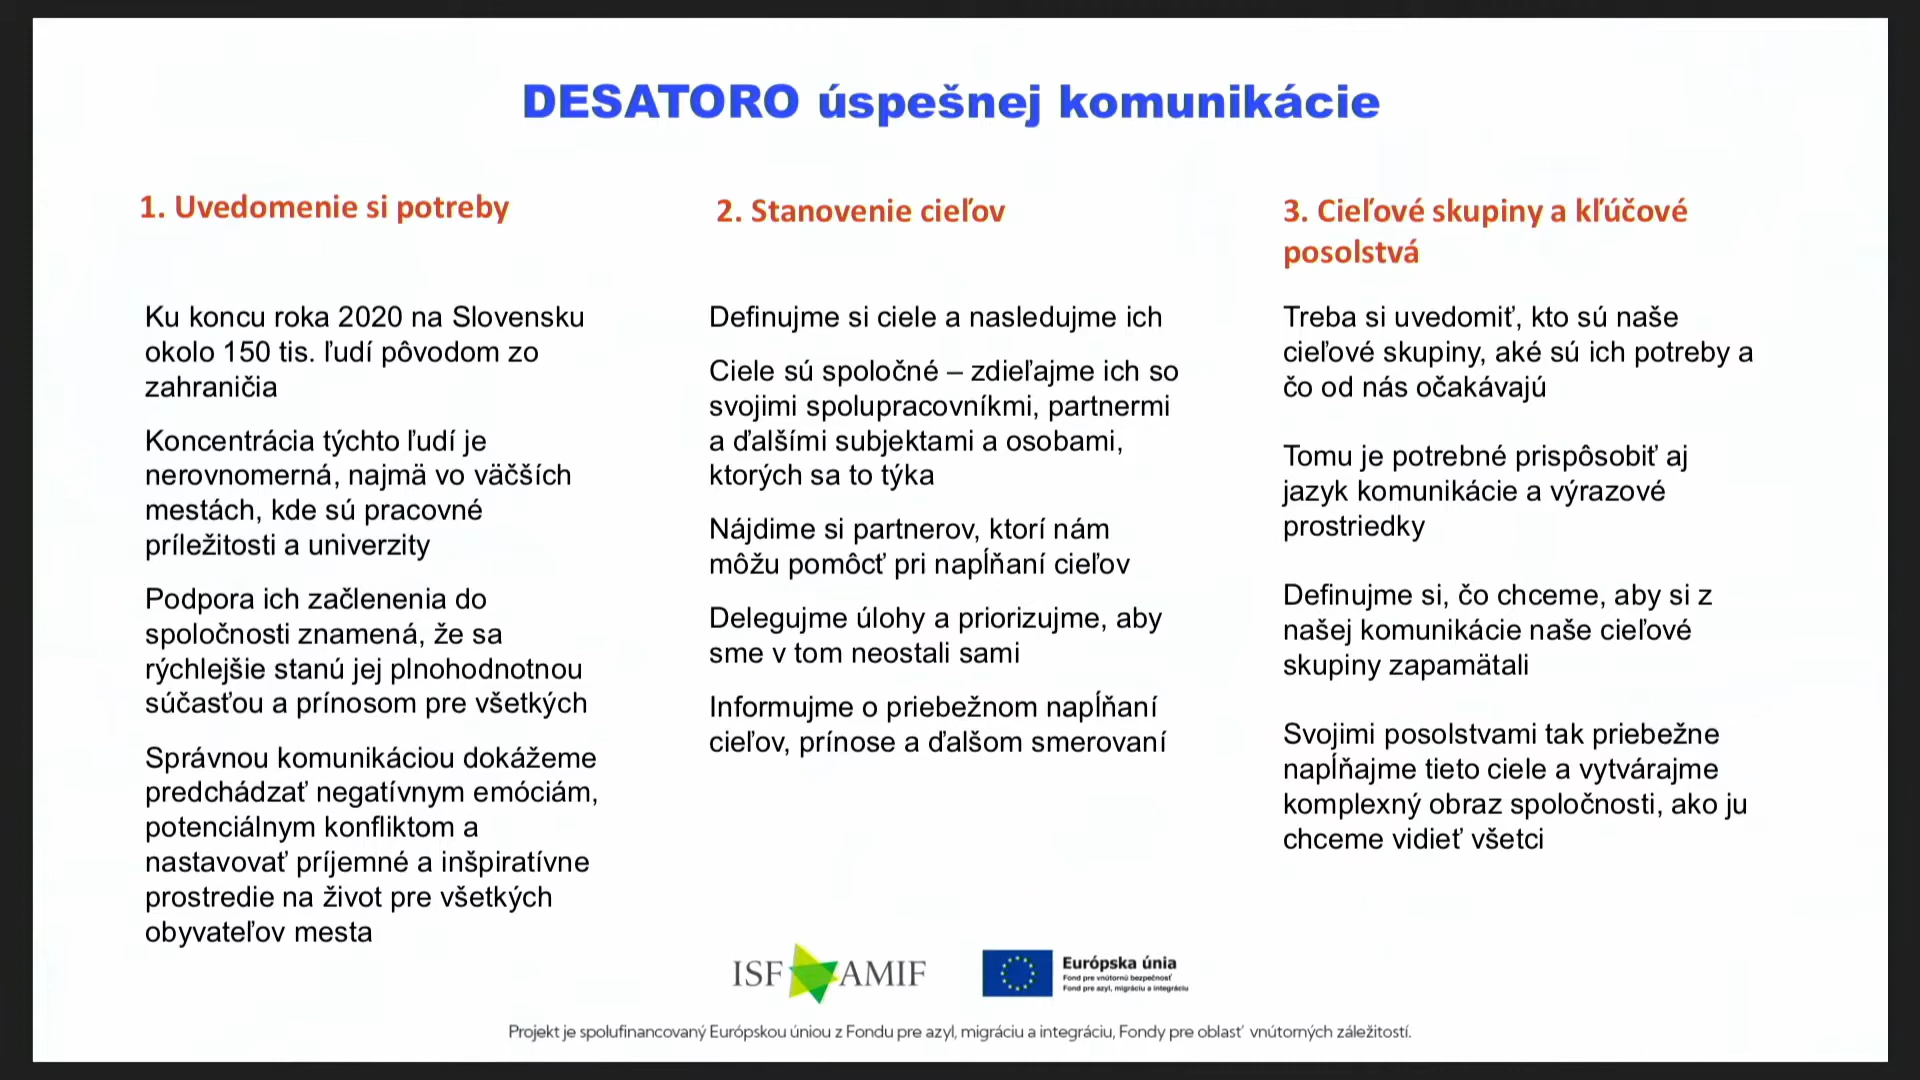 DESATORO úspešnej komunikácie
1. Uvedomenie si potreby
Ku koncu roka 2020 na Slovensku
okolo 150 tis. ľudí pôvodom zo
zahraničia
Koncentrácia týchto ľudí je
nerovnomerná, najmä vo väčších
mestách, kde sú pracovné
príležitosti a univerzity
Podpora ich začlenenia do
spoločnosti znamená, že sa
rýchlejšie stanú jej plnohodnotnou
súčasťou a prínosom pre všetkých
Správnou komunikáciou dokážeme
predchádzať negatívnym emóciám,
potenciálnym konfliktom a
nastavovať príjemné a inšpiratívne
prostredie na život pre všetkých
obyvateľov mesta
2. Stanovenie cieľov
Definujme si ciele a nasledujme ich
Ciele sú spoločné – zdieľajme ich so
svojimi spolupracovníkmi, partnermi
a ďalšími subjektami a osobami,
ktorých sa to týka
Nájdime si partnerov, ktorí nám
môžu pomôcť pri napĺňaní cieľov
Delegujme úlohy a priorizujme, aby
sme v tom neostali sami
Informujme o priebežnom napĺňaní
cieľov, prínose a ďalšom smerovaní
3. Cieľové skupiny a kľúčové
posolstvá
Treba si uvedomiť, kto sú naše
cieľové skupiny, aké sú ich potreby a
čo od nás očakávajú
Tomu je potrebné prispôsobiť aj
jazyk komunikácie a výrazové
prostriedky
Definujme si, čo chceme, aby si z
našej komunikácie naše cieľové
skupiny zapamätali
Svojimi posolstvami tak priebežne
napĺňajme tieto ciele a vytvárajme
komplexný obraz spoločnosti, ako ju
chceme vidieť všetci
ISF AMIF
Európska únia
Fond pre vnútornú bezpečnosť
Fond pre azyl, migráciu a integráciu
Projekt je spolufinancovaný Európskou úniou z Fondu pre azyl, migráciu a integráciu, Fondy pre oblasť vnútorných záležitostí.